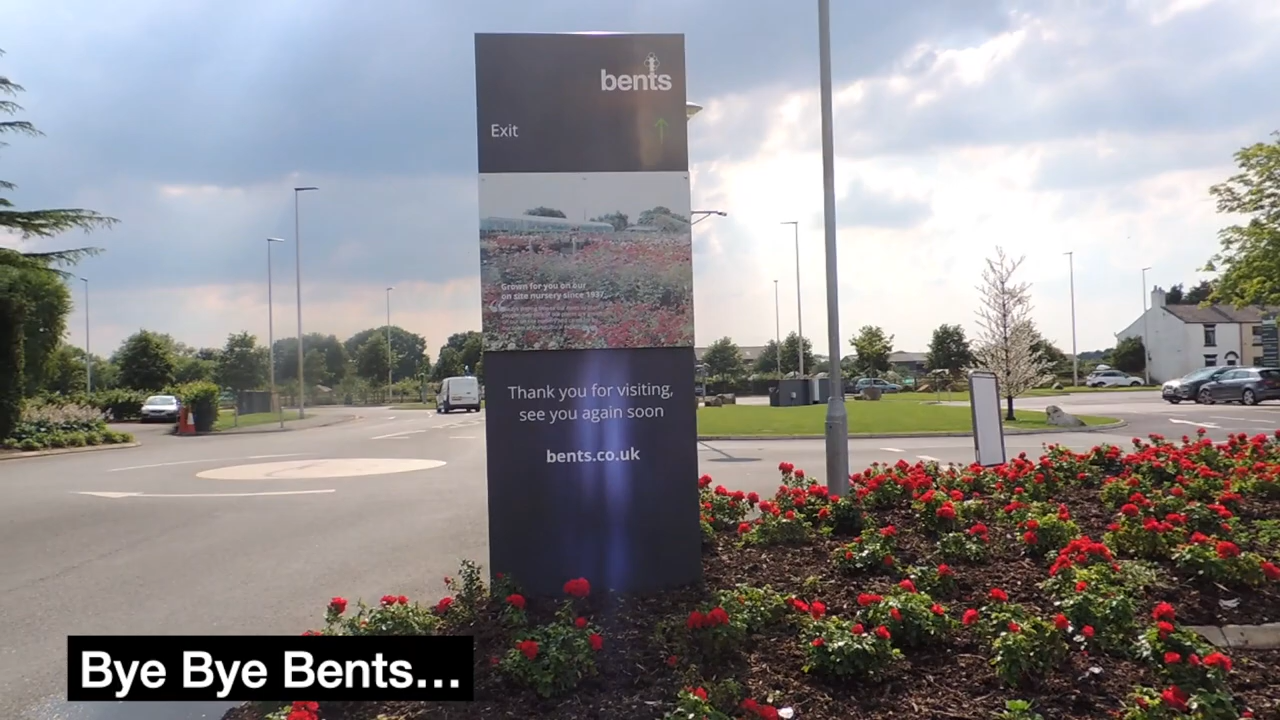 bents
Exit
Grown for you on our
on site nursery since 1937
Thank you for visiting,
see you again soon
bents.co.uk
Bye Bye Bents...